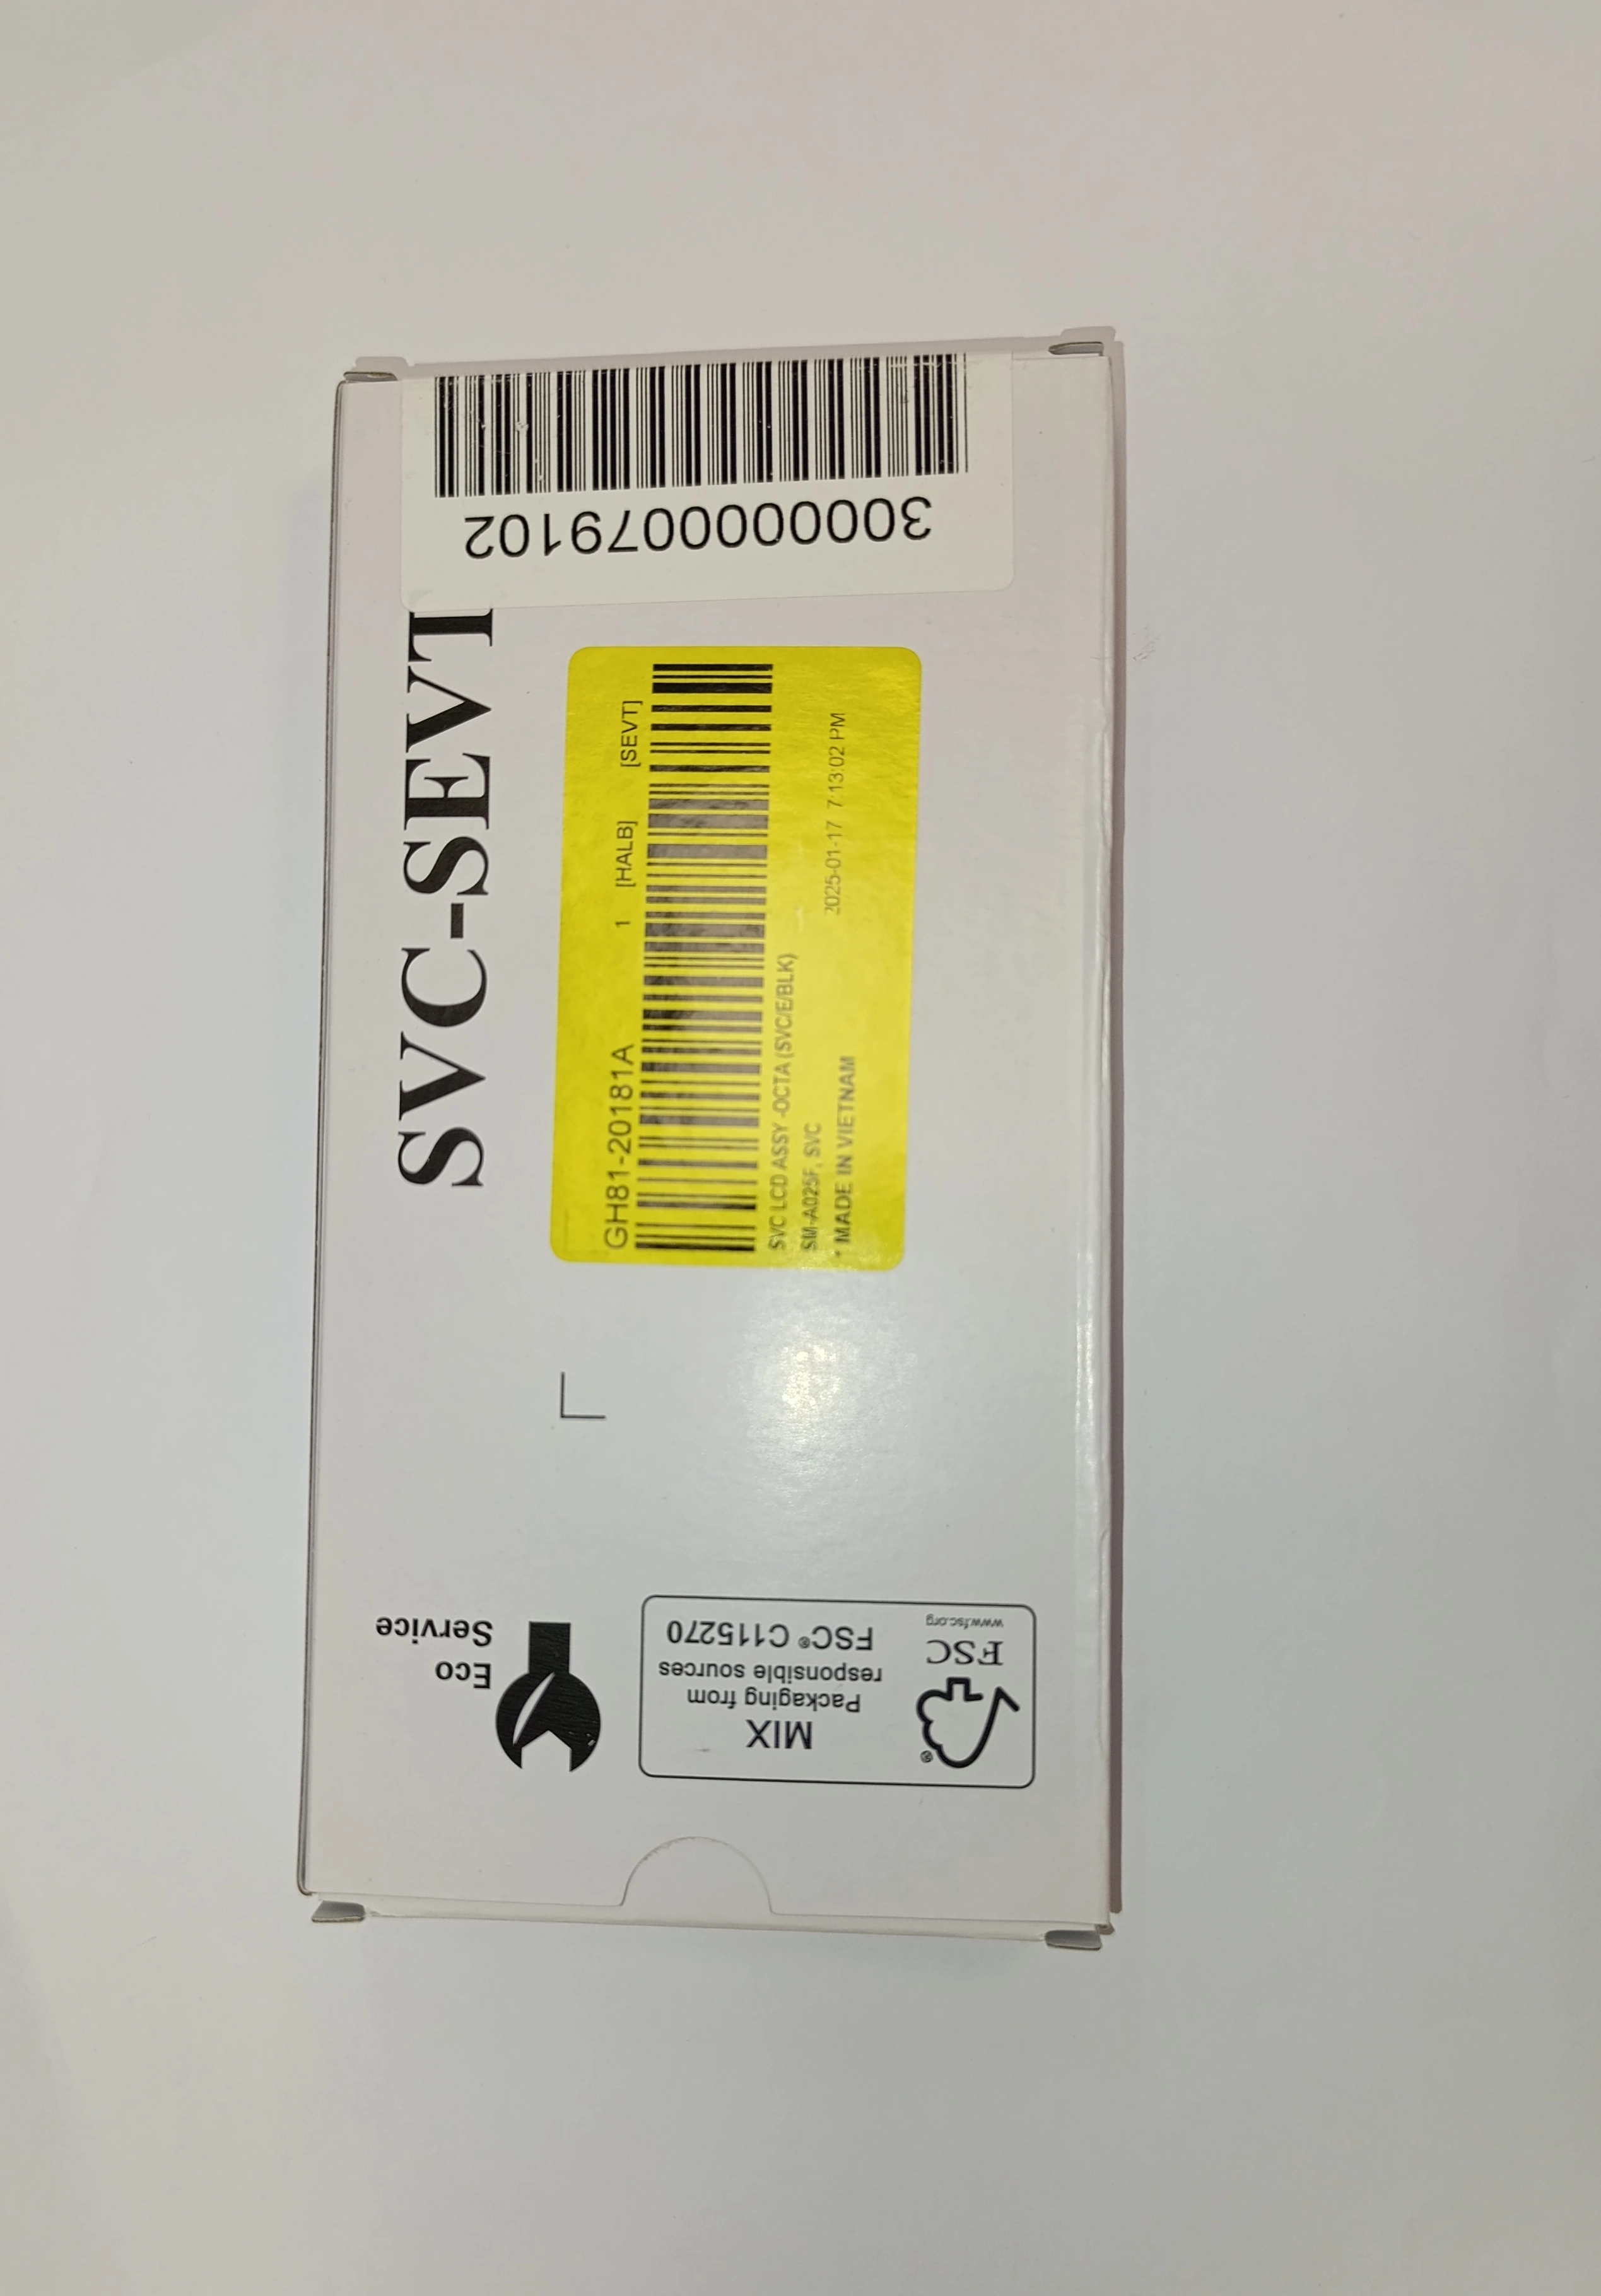 3000000079102
SVC-SEVT
GH81-20181A 1 [HALB] [SEVT]
SVC LCD ASSY -OCTA (SVC/E/BLK)
SM-A025F, SVC
2025-01-17 7:13:02 PM
* MADE IN VIETNAM
Eco
Service
MIX
Packaging from
responsible sources
FSC® C115270
®
FSC
www.fsc.org